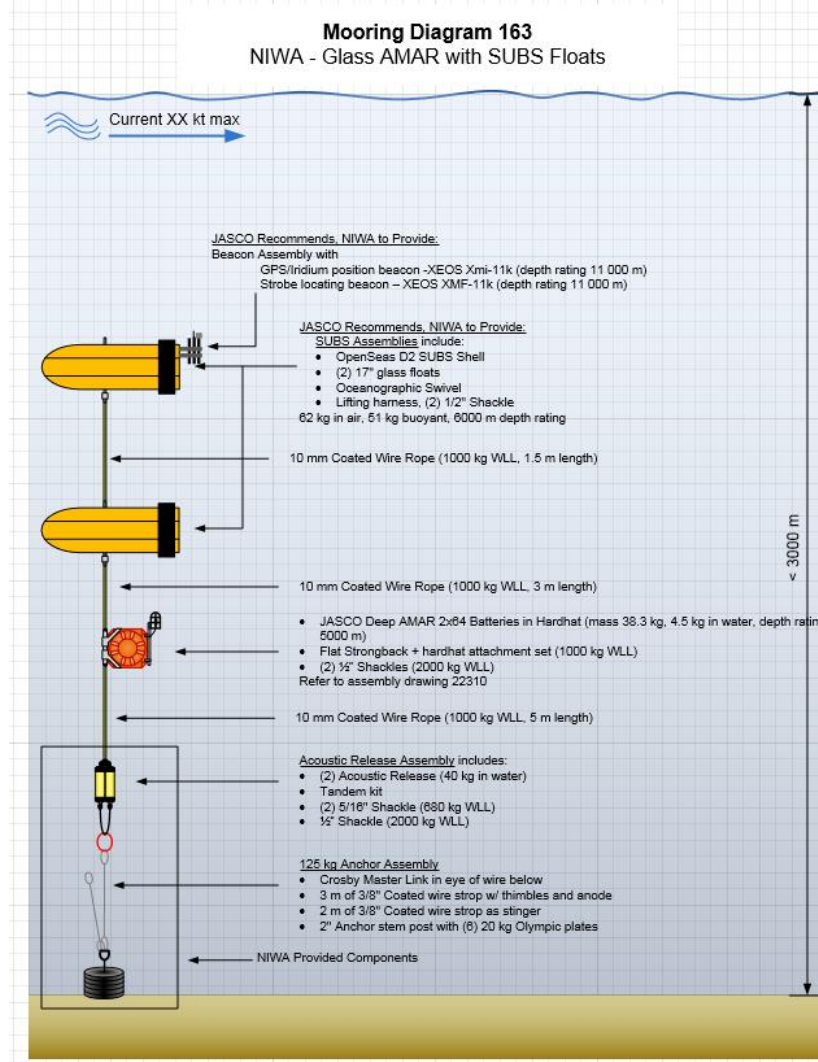 Mooring Diagram 163
NIWA - Glass AMAR with SUBS Floats
Current XX kt max
JASCO Recommends, NIWA to Provide:
Beacon Assembly with
GPS/Iridium position beacon -XEOS Xmi-11k (depth rating 11 000 m)
Strobe locating beacon – XEOS XMF-11k (depth rating 11 000 m)
JASCO Recommends, NIWA to Provide:
SUBS Assemblies include:
• OpenSeas D2 SUBS Shell
• (2) 17" glass floats
• Oceanographic Swivel
• Lifting harness, (2) 1/2" Shackle
62 kg in air, 51 kg buoyant, 6000 m depth rating
10 mm Coated Wire Rope (1000 kg WLL, 1.5 m length)
< 3000 m
10 mm Coated Wire Rope (1000 kg WLL, 3 m length)
• JASCO Deep AMAR 2x64 Batteries in Hardhat (mass 38.3 kg, 4.5 kg in water, depth ratin
5000 m)
• Flat Strongback + hardhat attachment set (1000 kg WLL)
• (2) ½" Shackles (2000 kg WLL)
Refer to assembly drawing 22310
10 mm Coated Wire Rope (1000 kg WLL, 5 m length)
Acoustic Release Assembly includes:
• (2) Acoustic Release (40 kg in water)
• Tandem kit
• (2) 5/16" Shackle (680 kg WLL)
• ½" Shackle (2000 kg WLL)
125 kg Anchor Assembly
• Crosby Master Link in eye of wire below
• 3 m of 3/8" Coated wire strop w/ thimbles and anode
• 2 m of 3/8" Coated wire strop as stinger
• 2" Anchor stem post with (6) 20 kg Olympic plates
NIWA Provided Components